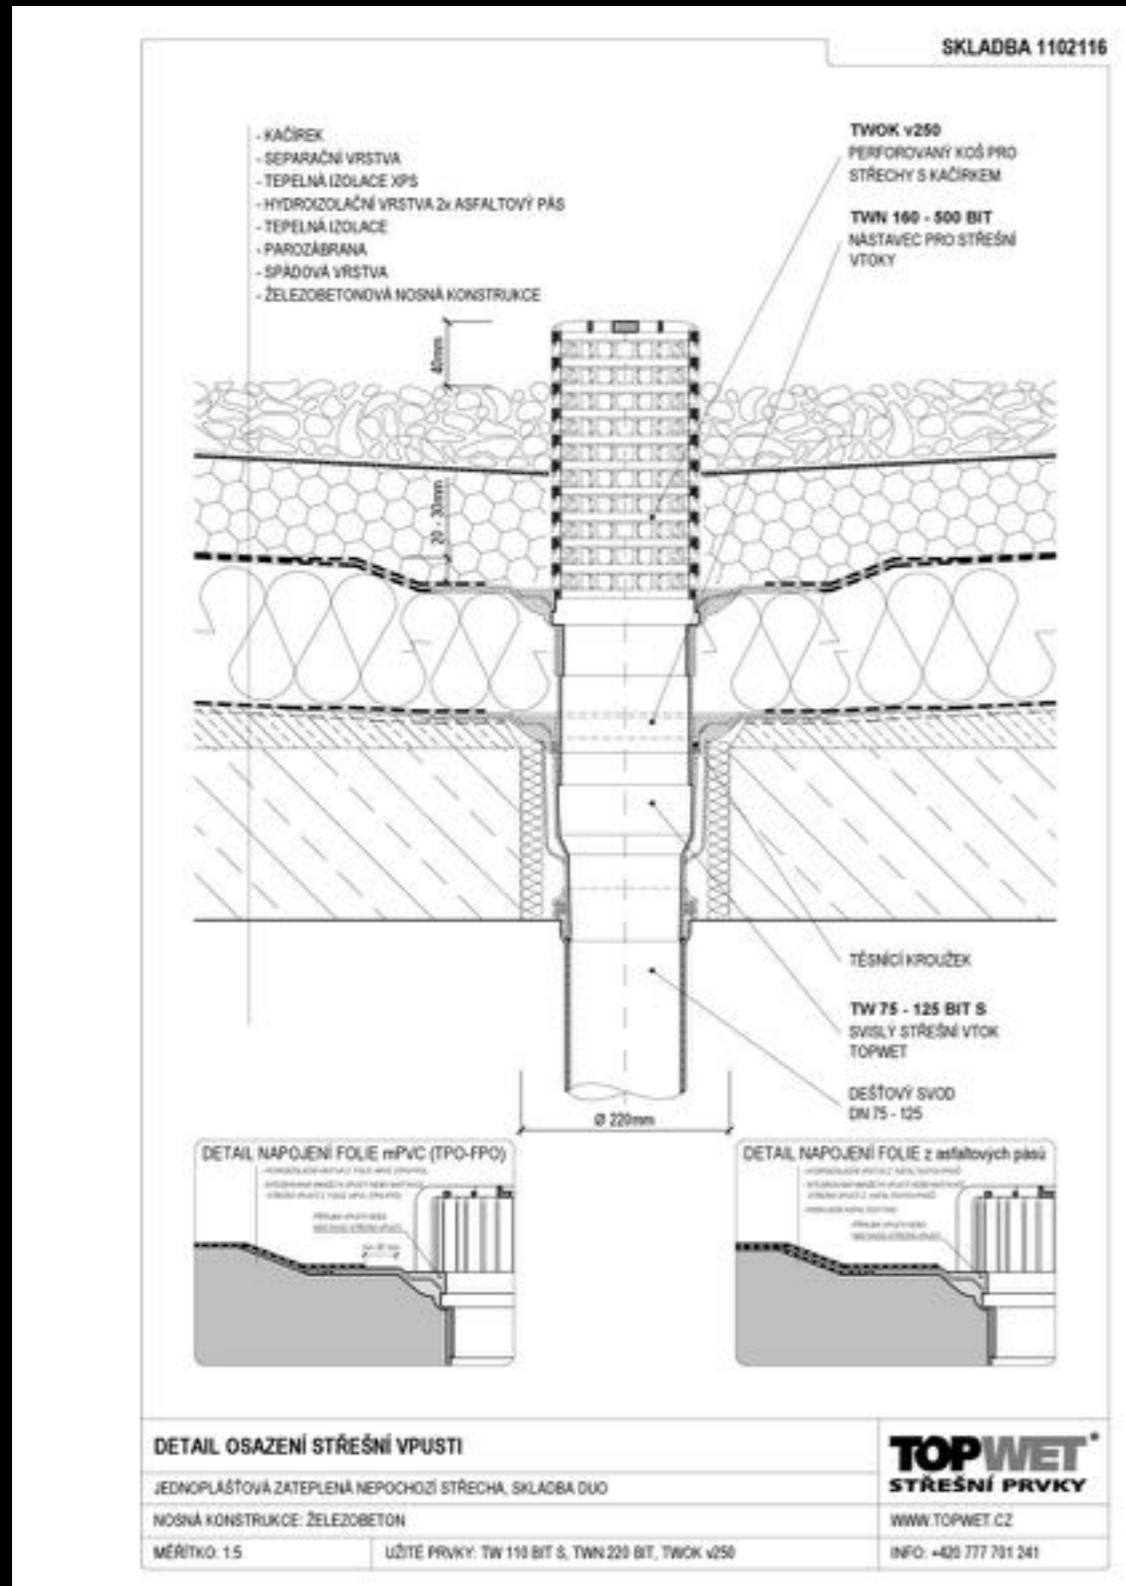 SKLADBA 1102116
- KAČÍREK
- SEPARAČNÍ VRSTVA
- TEPELNÁ IZOLACE XPS
- HYDROIZOLAČNÍ VRSTVA 2x ASFALTOVÝ PÁS
- TEPELNÁ IZOLACE
- PAROZÁBRANA
- SPÁDOVÁ VRSTVA
- ŽELEZOBETONOVÁ NOSNÁ KONSTRUKCE
TWOK v250
PERFOROVANÝ KOŠ PRO
STŘECHY S KAČÍRKEM
TWN 160 - 500 BIT
NÁSTAVEC PRO STŘEŠNÍ
VTOKY
40mm
20 - 30mm
TĚSNÍCÍ KROUŽEK
TW 75 - 125 BIT S
SVISLÝ STŘEŠNÍ VTOK
TOPWET
DEŠŤOVÝ SVOD
DN 75 - 125
Ø 220mm
DETAIL NAPOJENÍ FOLIE mPVC (TPO-FPO)
DETAIL NAPOJENÍ FOLIE z asfaltových pásů
DETAIL OSAZENÍ STŘEŠNÍ VPUSTI
JEDNOPLÁŠŤOVÁ ZATEPLENÁ NEPOCHOZÍ STŘECHA, SKLADBA DUO
NOSNÁ KONSTRUKCE: ŽELEZOBETON
MĚŘÍTKO: 1:5
UŽITÉ PRVKY: TW 110 BIT S, TWN 220 BIT, TWOK v250
TOPWET®
STŘEŠNÍ PRVKY
WWW.TOPWET.CZ
INFO: +420 777 701 241